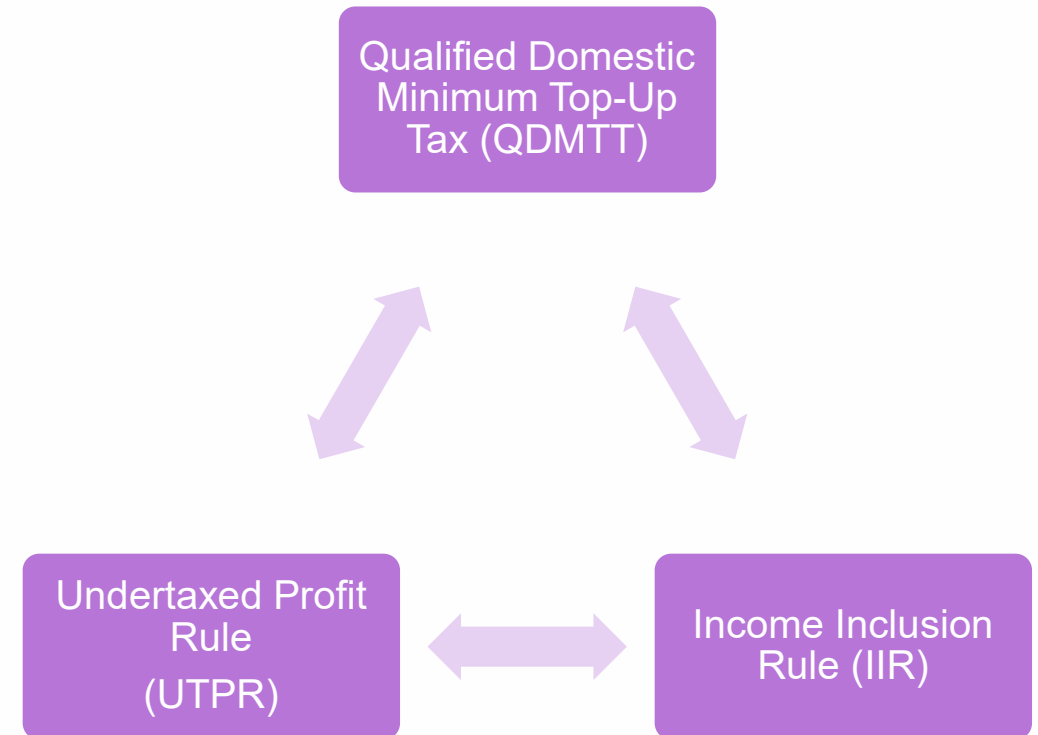 Qualified Domestic
Minimum Top-Up
Tax (QDMTT)
Undertaxed Profit
Rule
(UTPR)
Income Inclusion
Rule (IIR)